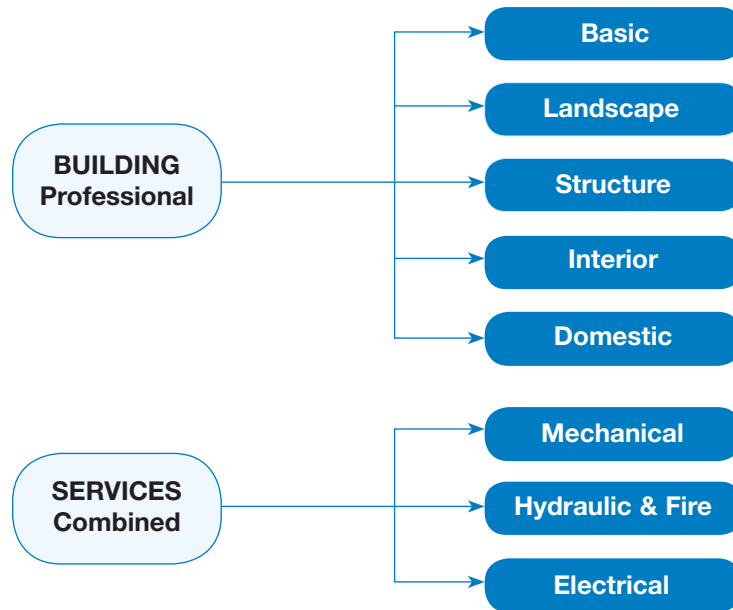 BUILDING
Professional
Basic
Landscape
Structure
Interior
Domestic
SERVICES
Combined
Mechanical
Hydraulic & Fire
Electrical